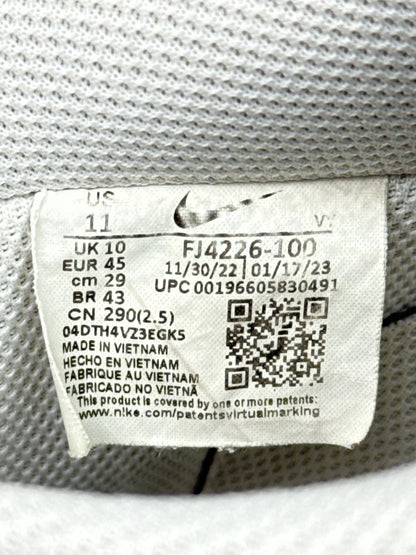 US
11
V
UK 10
EUR 45
cm 29
BR 43
CN 290(2.5)
FJ4226-100
11/30/22 | 01/17/23
UPC 00196605830491
04DTH4VZ3EGK5
MADE IN VIETNAM
HECHO EN VIETNAM
FABRIQUE AU VIETNAM
FABRICADO NO VIETNÃ
This product is covered by one or more patents:
www.nike.com/patentsvirtualmarking